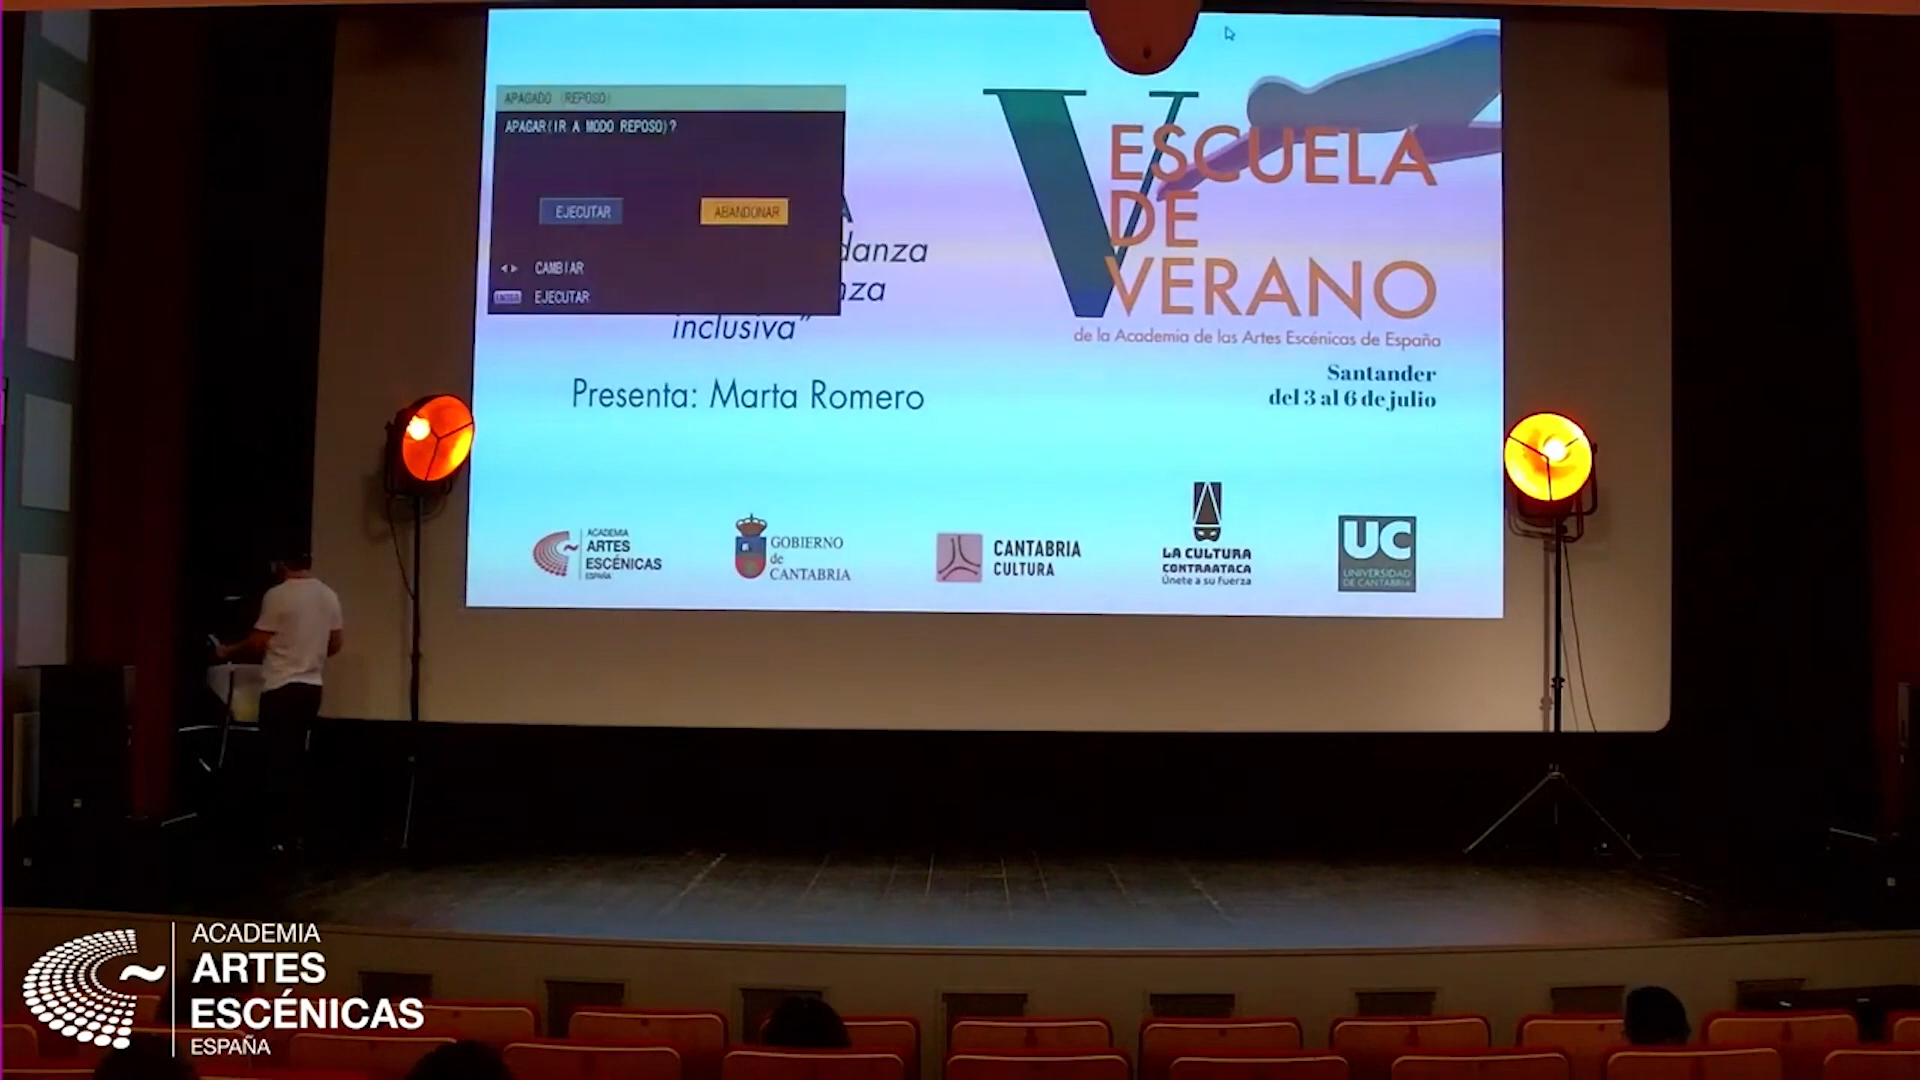 APAGADO (REPOSO)
APAGAR(IR A MODO REPOSO)?
EJECUTAR
ABANDONAR
CAMBIAR
ENTER
EJECUTAR
A
danza
nza
inclusiva”
Presenta: Marta Romero
V
ESCUELA
DE
VERANO
de la Academia de las Artes Escénicas de España
Santander
del 3 al 6 de julio
ACADEMIA
ARTES
ESCÉNICAS
ESPAÑA
GOBIERNO
de
CANTABRIA
CANTABRIA
CULTURA
LA CULTURA
CONTRAATACA
Únete a su fuerza
UC
UNIVERSIDAD
DE CANTABRIA
ACADEMIA
ARTES
ESCÉNICAS
ESPAÑA